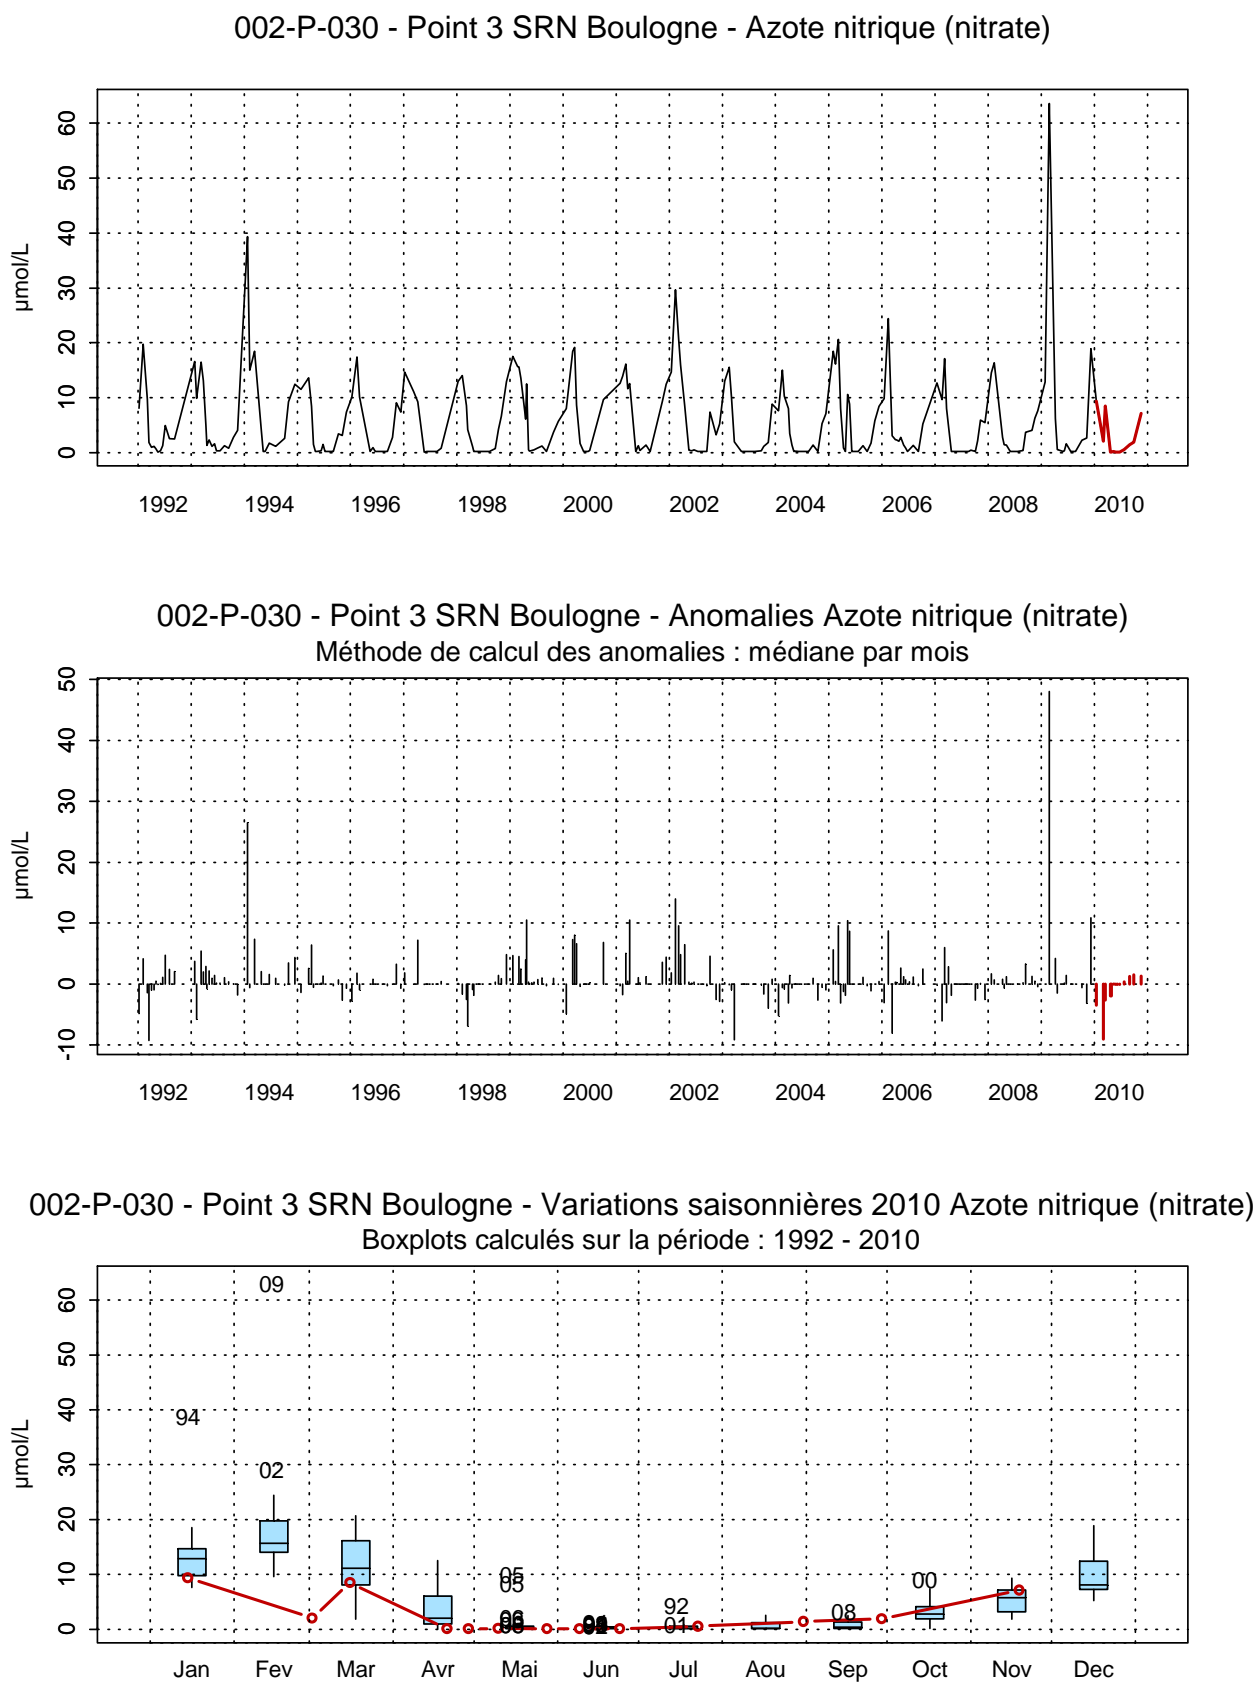 002-P-030 - Point 3 SRN Boulogne - Azote nitrique (nitrate)
60
50
40
30
20
10
0
µmol/L
1992 1994 1996 1998 2000 2002 2004 2006 2008 2010
002-P-030 - Point 3 SRN Boulogne - Anomalies Azote nitrique (nitrate)
Méthode de calcul des anomalies : médiane par mois
50
40
30
20
10
0
-10
µmol/L
1992 1994 1996 1998 2000 2002 2004 2006 2008 2010
002-P-030 - Point 3 SRN Boulogne - Variations saisonnières 2010 Azote nitrique (nitrate)
Boxplots calculés sur la période : 1992 - 2010
60
50
40
30
20
10
0
µmol/L
09
94
02
05
05
00
92
08
01
Jan Fev Mar Avr Mai Jun Jul Aou Sep Oct Nov Dec